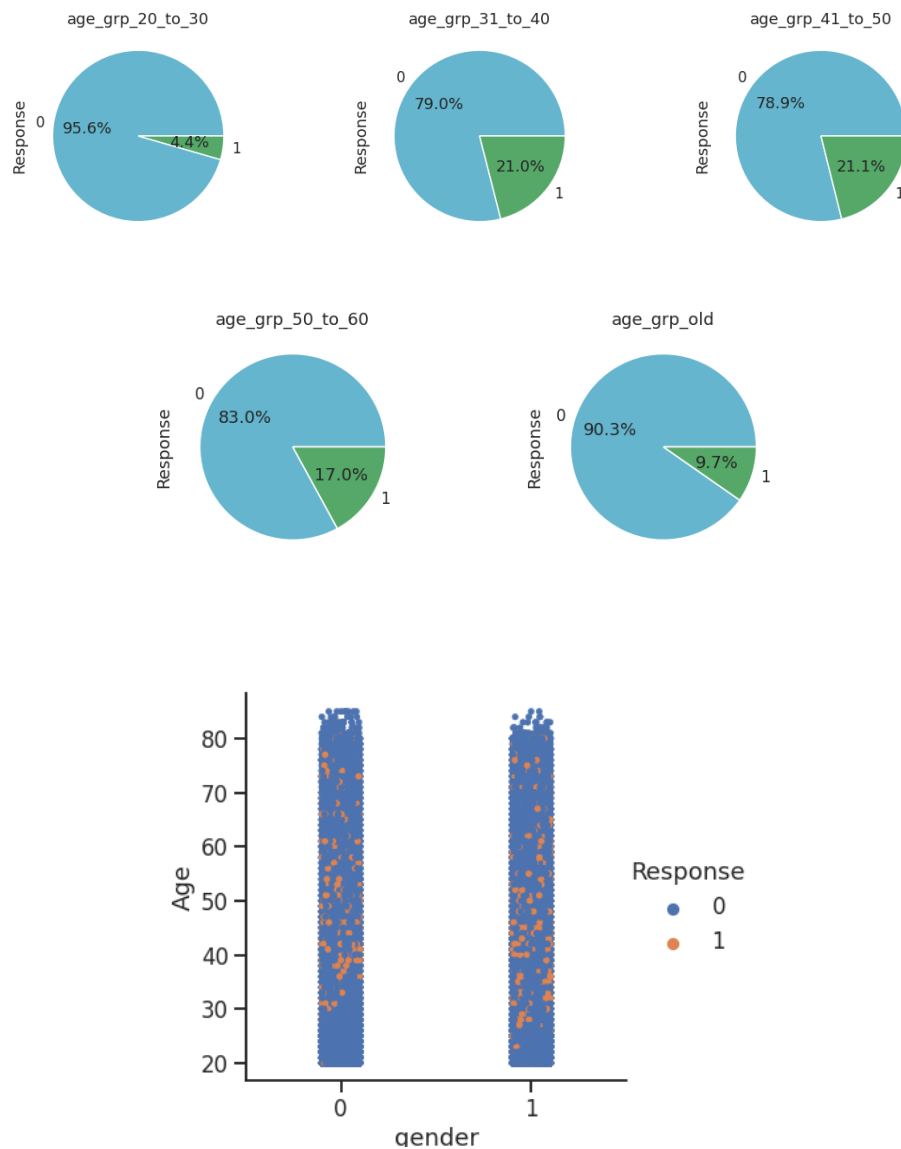 age_grp_20_to_30
age_grp_31_to_40
age_grp_41_to_50
Response
0
95.6%
4.4%
1
Response
0
79.0%
21.0%
1
Response
0
78.9%
21.1%
1
age_grp_50_to_60
age_grp_old
Response
0
83.0%
17.0%
1
Response
0
90.3%
9.7%
1
Age
80
70
60
50
40
30
20
0
1
gender
Response
0
1